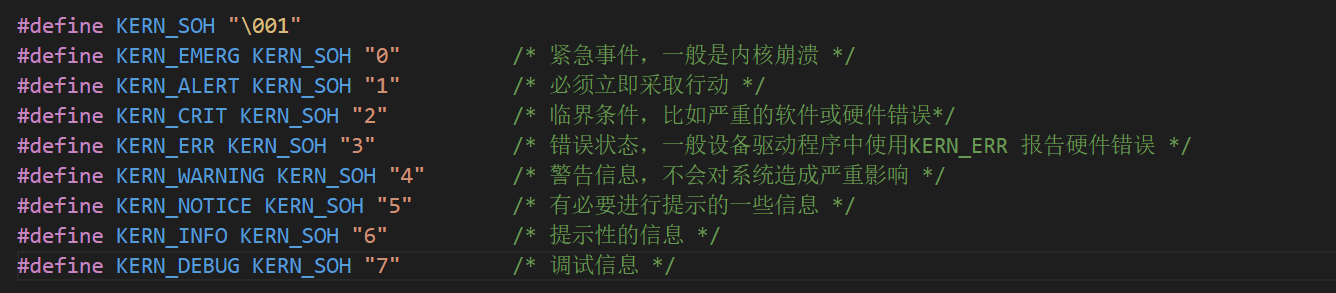 #define KERN_SOH "\001"
#define KERN_EMERG KERN_SOH "0" /* 紧急事件，一般是内核崩溃 */
#define KERN_ALERT KERN_SOH "1" /* 必须立即采取行动 */
#define KERN_CRIT KERN_SOH "2" /* 临界条件，比如严重的软件或硬件错误*/
#define KERN_ERR KERN_SOH "3" /* 错误状态，一般设备驱动程序中使用KERN_ERR 报告硬件错误 */
#define KERN_WARNING KERN_SOH "4" /* 警告信息，不会对系统造成严重影响 */
#define KERN_NOTICE KERN_SOH "5" /* 有必要进行提示的一些信息 */
#define KERN_INFO KERN_SOH "6" /* 提示性的信息 */
#define KERN_DEBUG KERN_SOH "7" /* 调试信息 */